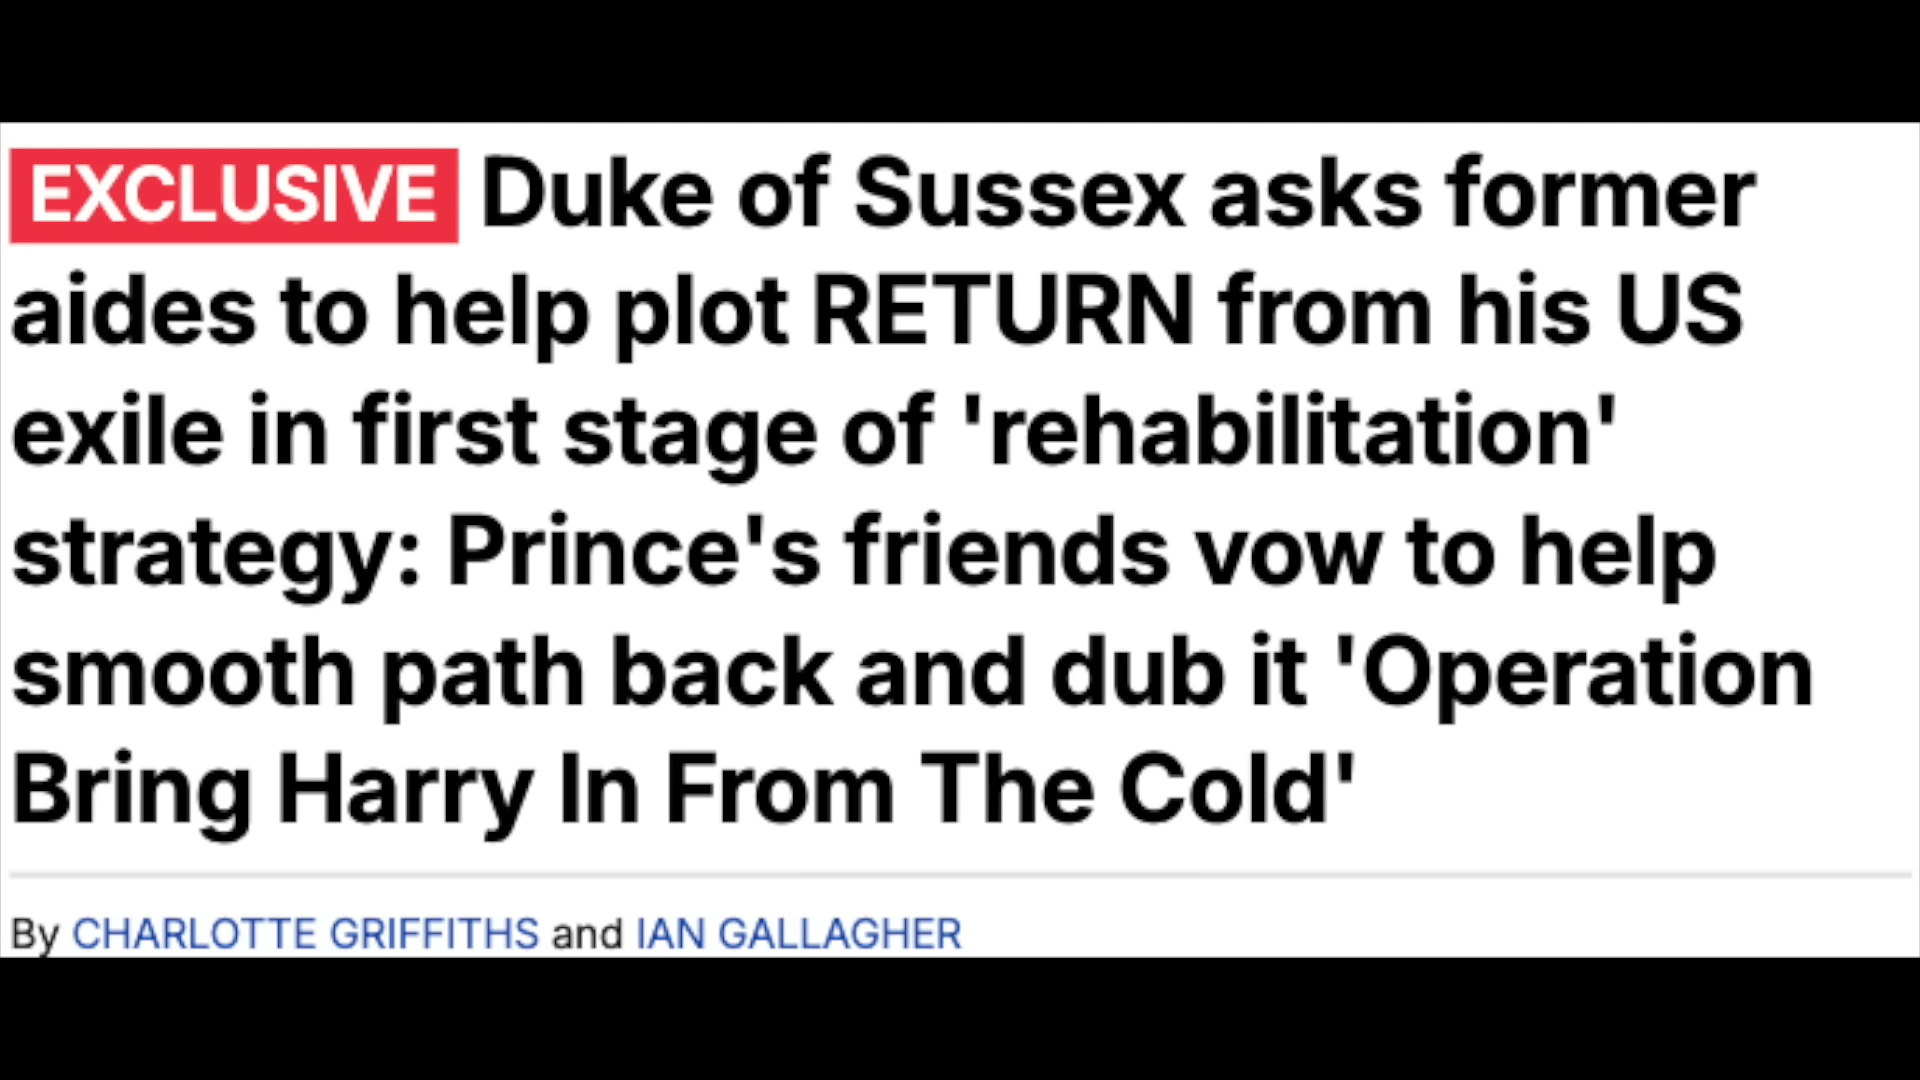 EXCLUSIVE Duke of Sussex asks former
aides to help plot RETURN from his US
exile in first stage of 'rehabilitation'
strategy: Prince's friends vow to help
smooth path back and dub it 'Operation
Bring Harry In From The Cold'
By CHARLOTTE GRIFFITHS and IAN GALLAGHER